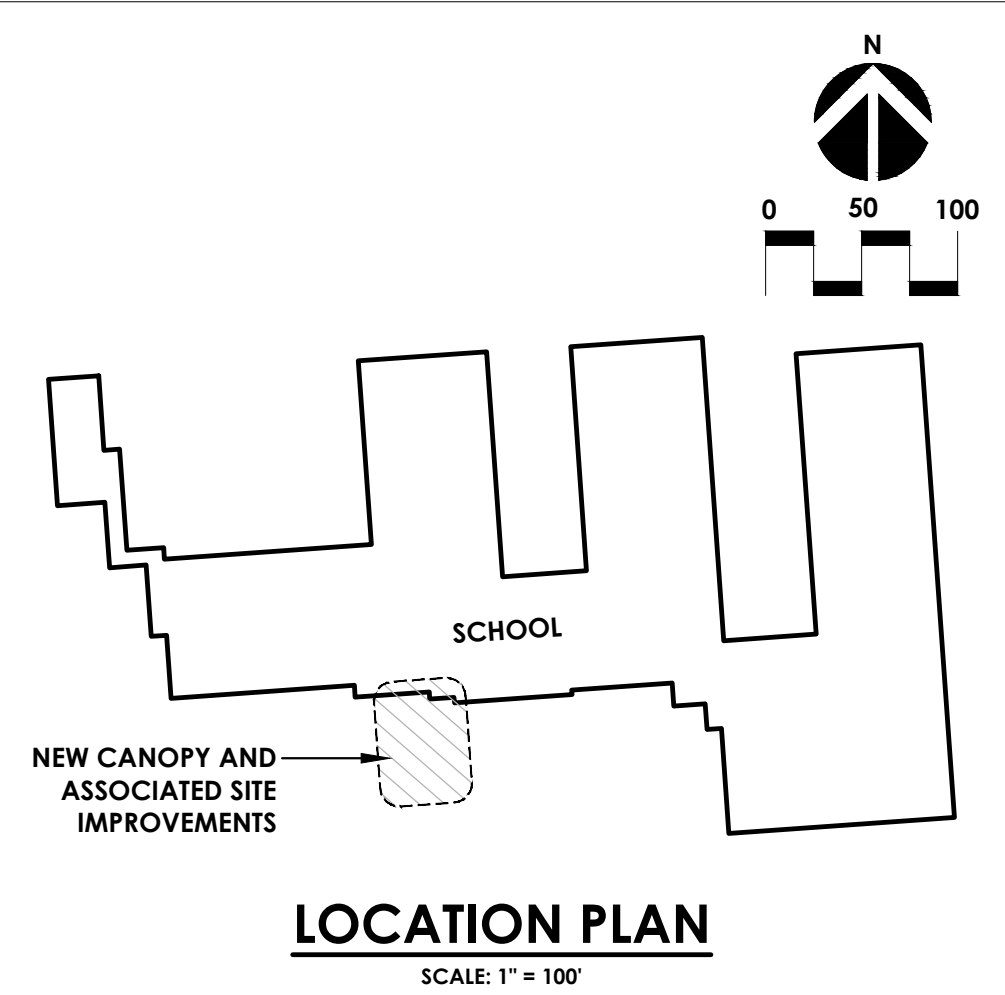 N
0 50 100
SCHOOL
NEW CANOPY AND
ASSOCIATED SITE
IMPROVEMENTS
LOCATION PLAN
SCALE: 1" = 100'